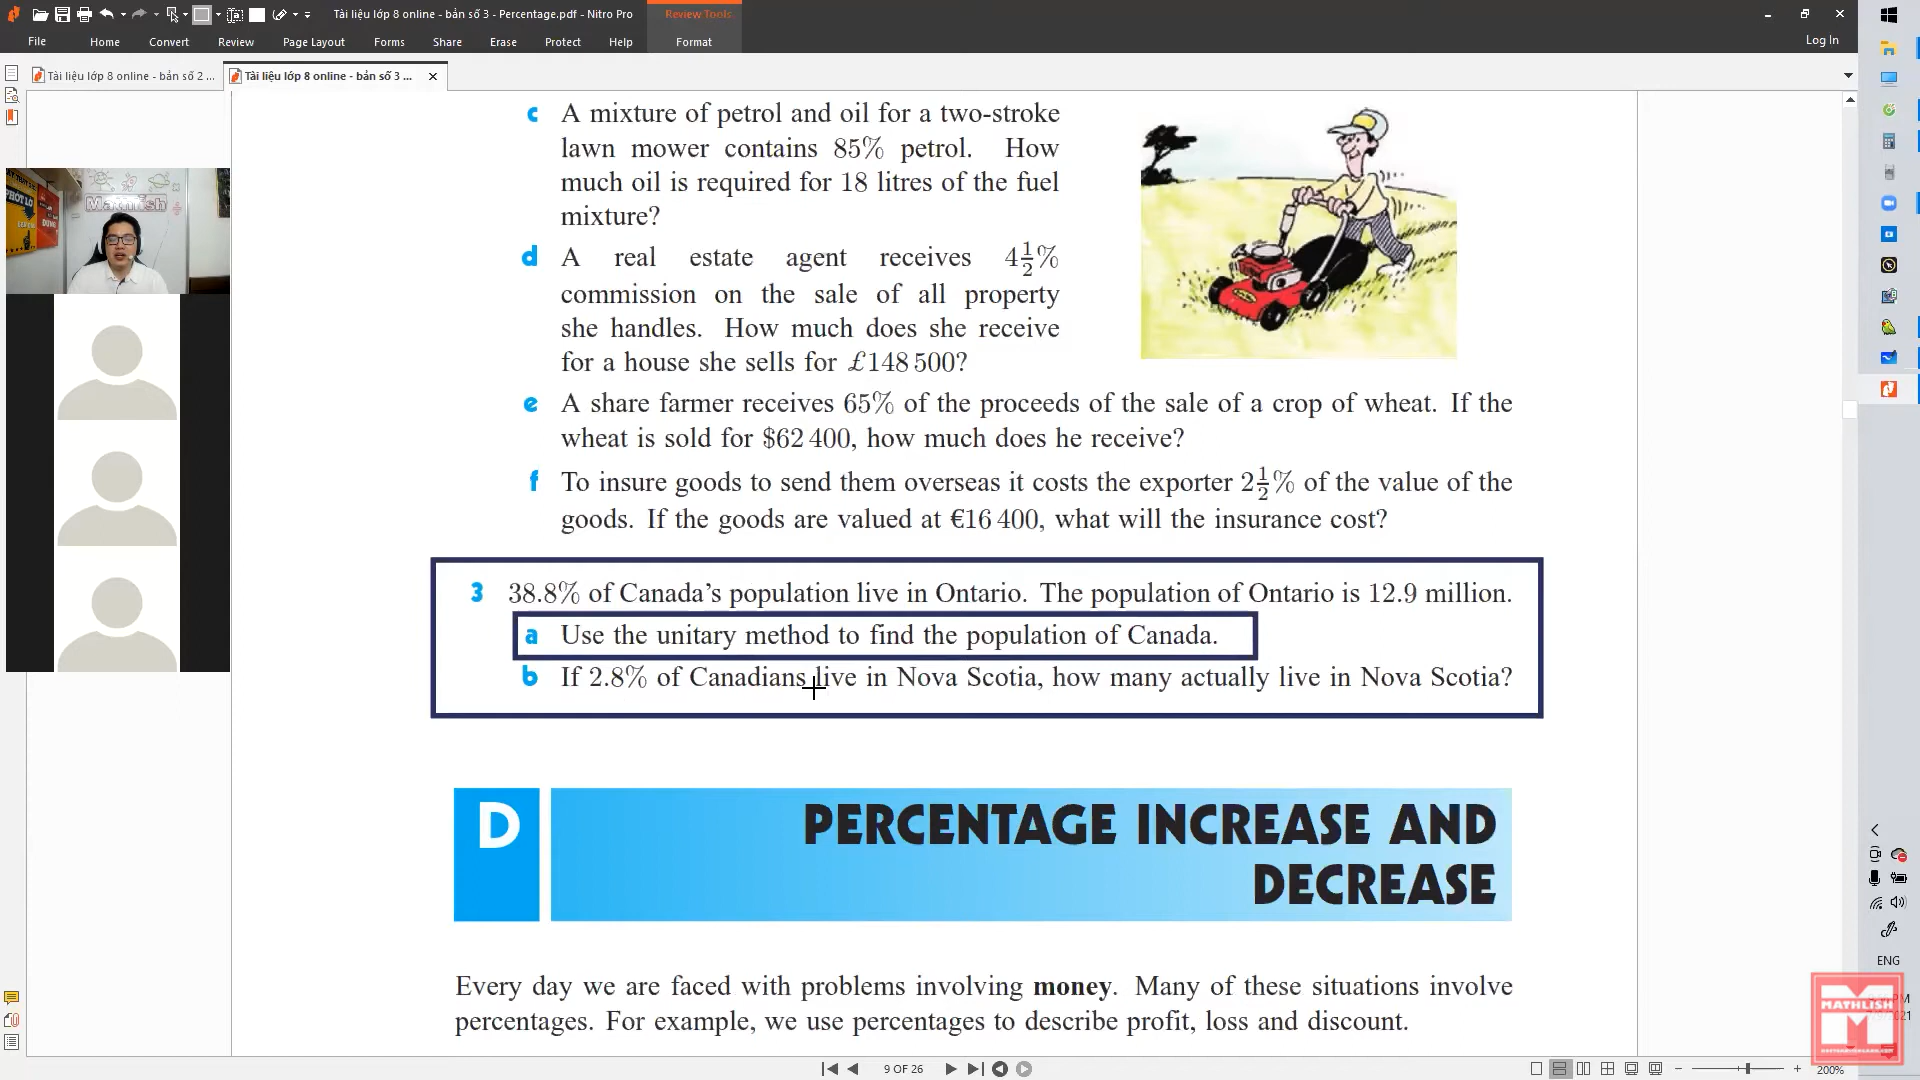 Tài liệu lớp 8 online - bản số 3 - Percentage.pdf - Nitro Pro
Review Tools
File
Home
Convert
Review
Page Layout
Forms
Share
Erase
Protect
Help
Format
Log In
Tài liệu lớp 8 online - bản số 2 ...
Tài liệu lớp 8 online - bản số 3 ...
c A mixture of petrol and oil for a two-stroke
lawn mower contains 85% petrol. How
much oil is required for 18 litres of the fuel
mixture?
d A real estate agent receives 4½%
commission on the sale of all property
she handles. How much does she receive
for a house she sells for £148 500?
e A share farmer receives 65% of the proceeds of the sale of a crop of wheat. If the
wheat is sold for $62 400, how much does he receive?
f To insure goods to send them overseas it costs the exporter 2½% of the value of the
goods. If the goods are valued at €16 400, what will the insurance cost?
3 38.8% of Canada's population live in Ontario. The population of Ontario is 12.9 million.
a Use the unitary method to find the population of Canada.
b If 2.8% of Canadians live in Nova Scotia, how many actually live in Nova Scotia?
D
PERCENTAGE INCREASE AND
DECREASE
Every day we are faced with problems involving money. Many of these situations involve
percentages. For example, we use percentages to describe profit, loss and discount.
9 OF 26
200%
ENG
MATHLISH
Mathlish
PHỚT LỜ